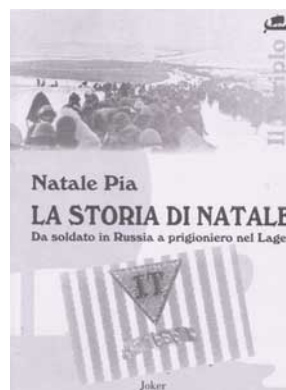 Natale Pia
LA STORIA DI NATALE
Da soldato in Russia a prigioniero nel Lage
IT
Joker